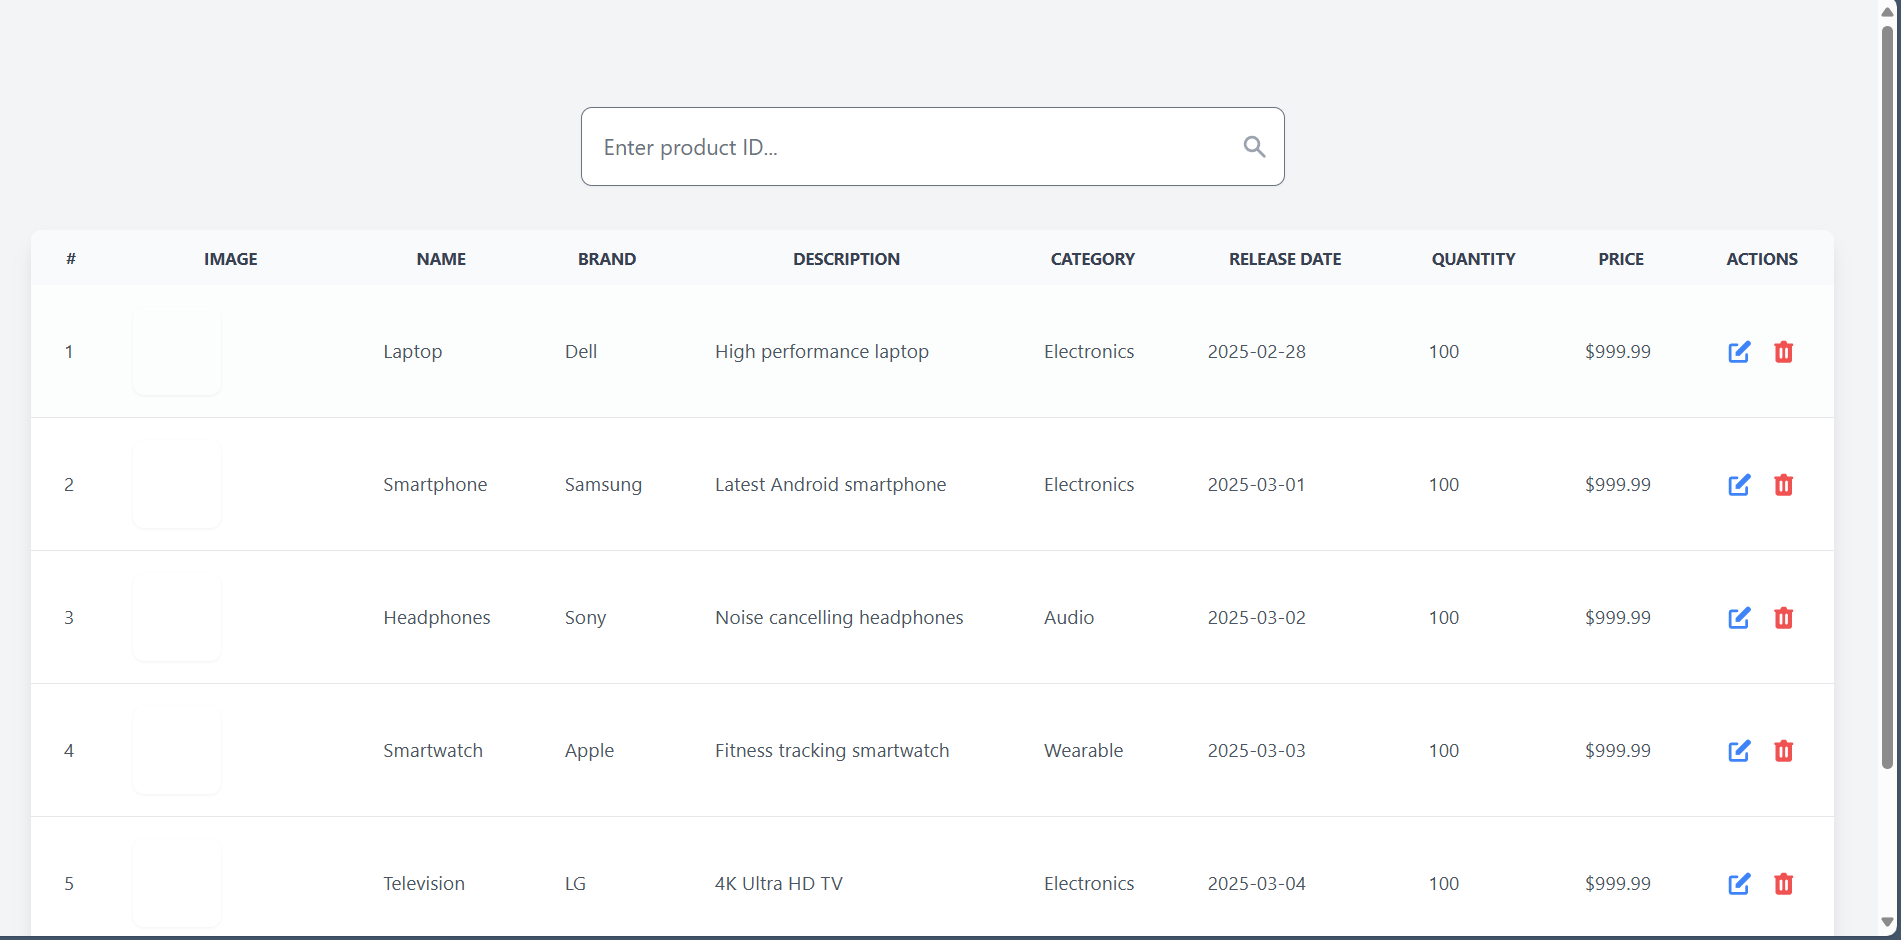 Enter product ID...
# IMAGE NAME BRAND DESCRIPTION CATEGORY RELEASE DATE QUANTITY PRICE ACTIONS
1 Laptop Dell High performance laptop Electronics 2025-02-28 100 $999.99
2 Smartphone Samsung Latest Android smartphone Electronics 2025-03-01 100 $999.99
3 Headphones Sony Noise cancelling headphones Audio 2025-03-02 100 $999.99
4 Smartwatch Apple Fitness tracking smartwatch Wearable 2025-03-03 100 $999.99
5 Television LG 4K Ultra HD TV Electronics 2025-03-04 100 $999.99